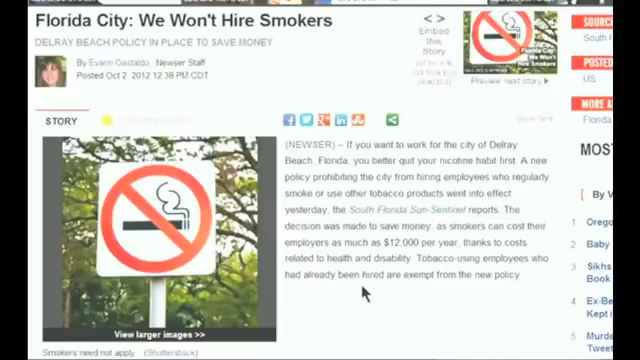 Florida City: We Won't Hire Smokers
DELRAY BEACH POLICY IN PLACE TO SAVE MONEY
By Evann Gastaldo, Newser Staff
Posted Oct 2, 2012 12:38 PM CDT
< >
Embed
this
Story
Florida City:
We Won't
Hire Smokers
Preview next story
STORY
(NEWSER) – If you want to work for the city of Delray
Beach, Florida, you better quit your nicotine habit first. A new
policy prohibiting the city from hiring employees who regularly
smoke or use other tobacco products went into effect
yesterday, the South Florida Sun-Sentinel reports. The
decision was made to save money, as smokers can cost their
employers as much as $12,000 per year, thanks to costs
related to health and disability. Tobacco-using employees who
had already been hired are exempt from the new policy
View larger images >>
Smokers need not apply. (Shutterstock)
SOURC
South F
POSTED
US
MORE A
Florida
MOS
By V
1 Orego
2 Baby
3 Sikhs
Book
4 Ex-Be
Kept i
5 Murde
Text